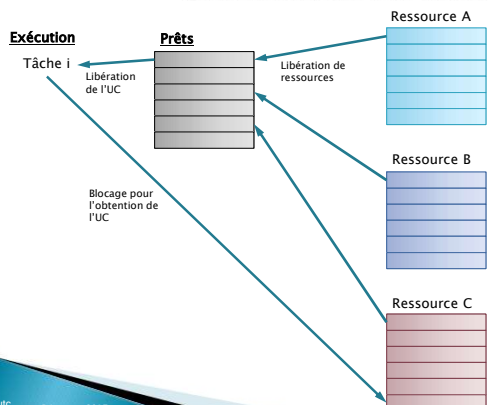 Ressource A
Exécution
Prêts
Tâche i
Libération
de l'UC
Libération de
ressources
Ressource B
Blocage pour
l'obtention de
l'UC
Ressource C